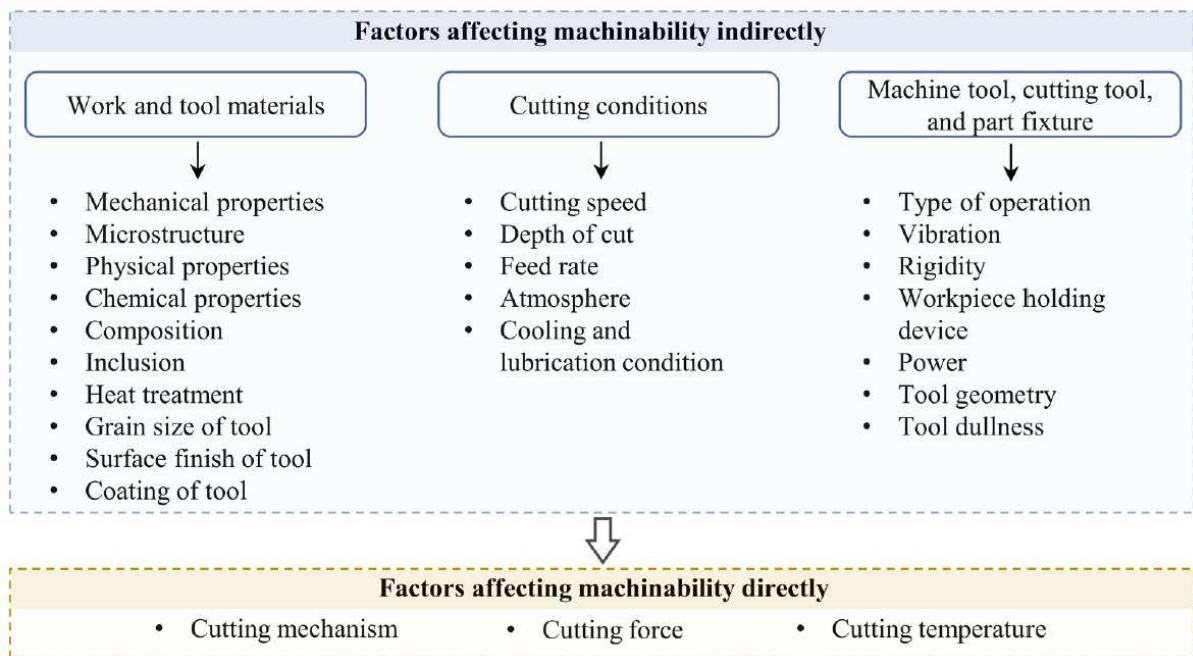 Factors affecting machinability indirectly
Work and tool materials
• Mechanical properties
• Microstructure
• Physical properties
• Chemical properties
• Composition
• Inclusion
• Heat treatment
• Grain size of tool
• Surface finish of tool
• Coating of tool
Cutting conditions
• Cutting speed
• Depth of cut
• Feed rate
• Atmosphere
• Cooling and
lubrication condition
Machine tool, cutting tool,
and part fixture
• Type of operation
• Vibration
• Rigidity
• Workpiece holding
device
• Power
• Tool geometry
• Tool dullness
Factors affecting machinability directly
• Cutting mechanism • Cutting force • Cutting temperature